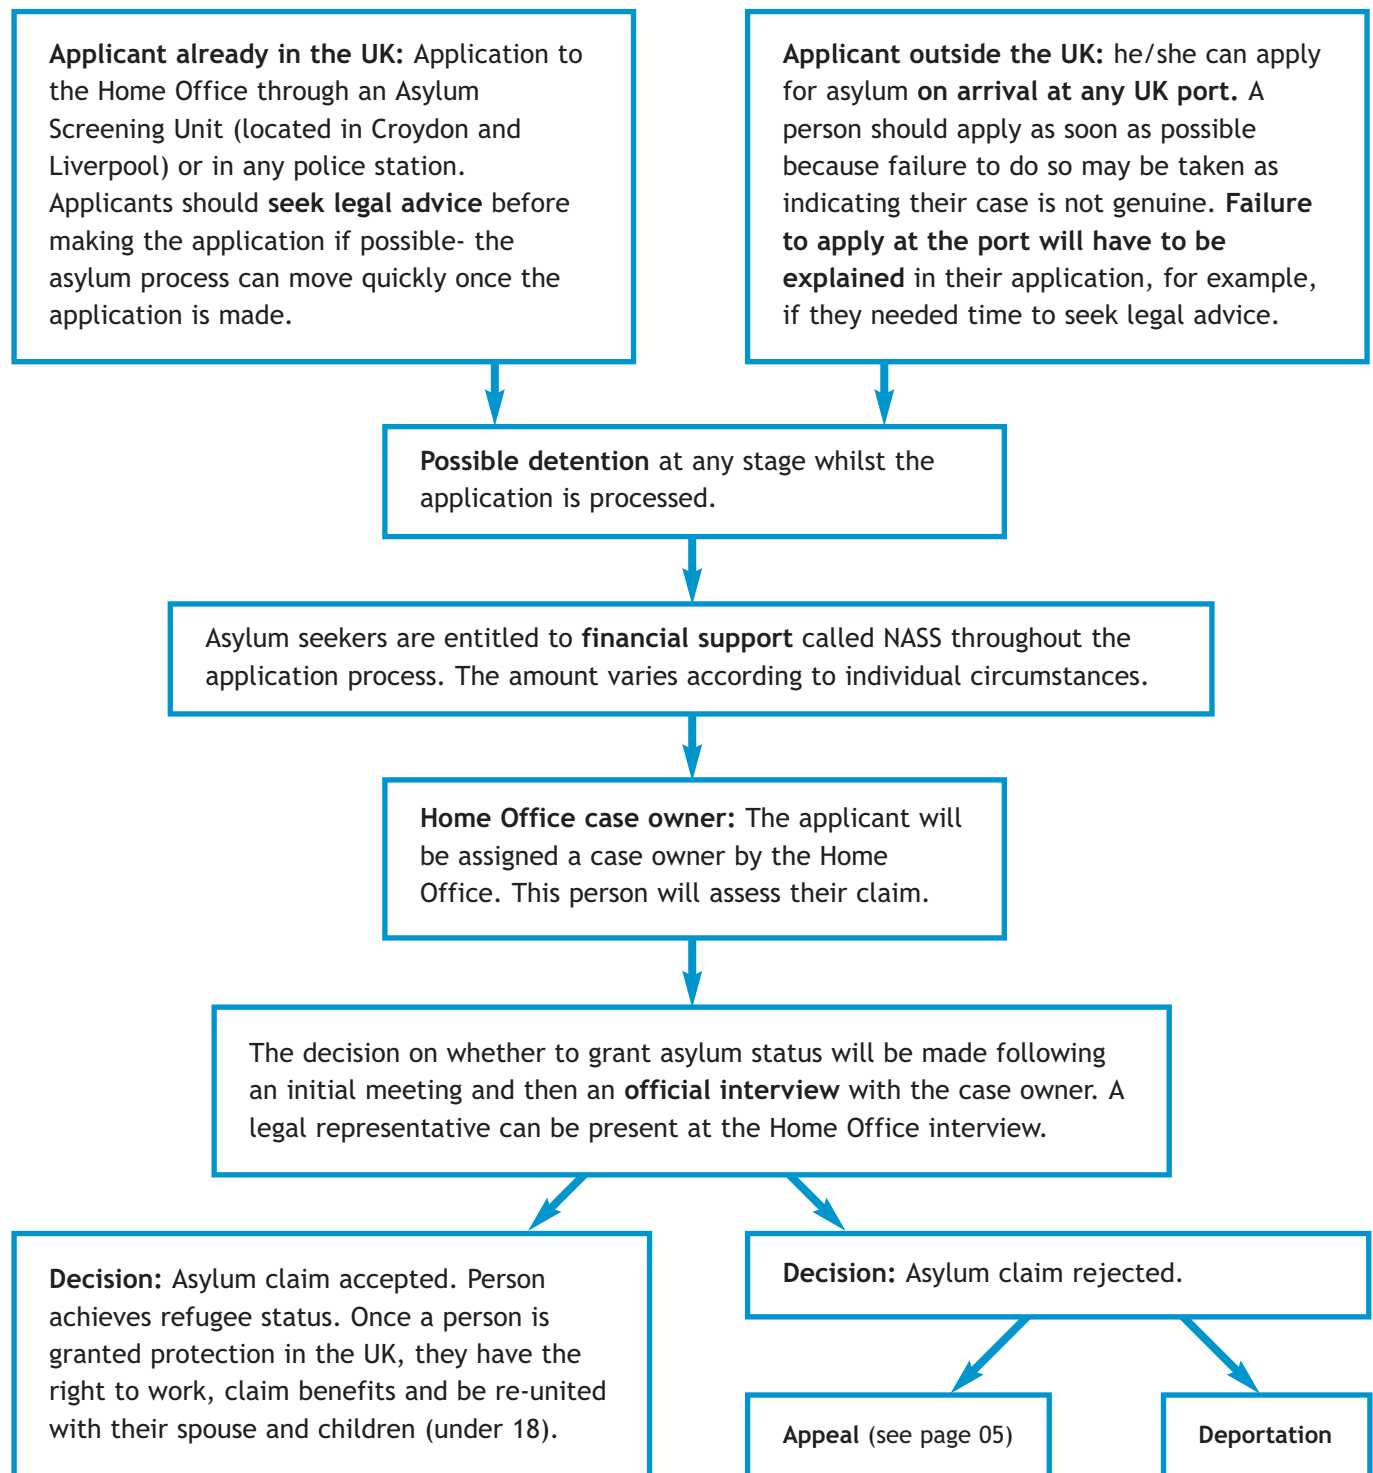 Applicant already in the UK: Application to
the Home Office through an Asylum
Screening Unit (located in Croydon and
Liverpool) or in any police station.
Applicants should seek legal advice before
making the application if possible- the
asylum process can move quickly once the
application is made.
Applicant outside the UK: he/she can apply
for asylum on arrival at any UK port. A
person should apply as soon as possible
because failure to do so may be taken as
indicating their case is not genuine. Failure
to apply at the port will have to be
explained in their application, for example,
if they needed time to seek legal advice.
Possible detention at any stage whilst the
application is processed.
Asylum seekers are entitled to financial support called NASS throughout the
application process. The amount varies according to individual circumstances.
Home Office case owner: The applicant will
be assigned a case owner by the Home
Office. This person will assess their claim.
The decision on whether to grant asylum status will be made following
an initial meeting and then an official interview with the case owner. A
legal representative can be present at the Home Office interview.
Decision: Asylum claim accepted. Person
achieves refugee status. Once a person is
granted protection in the UK, they have the
right to work, claim benefits and be re-united
with their spouse and children (under 18).
Decision: Asylum claim rejected.
Appeal (see page 05)
Deportation